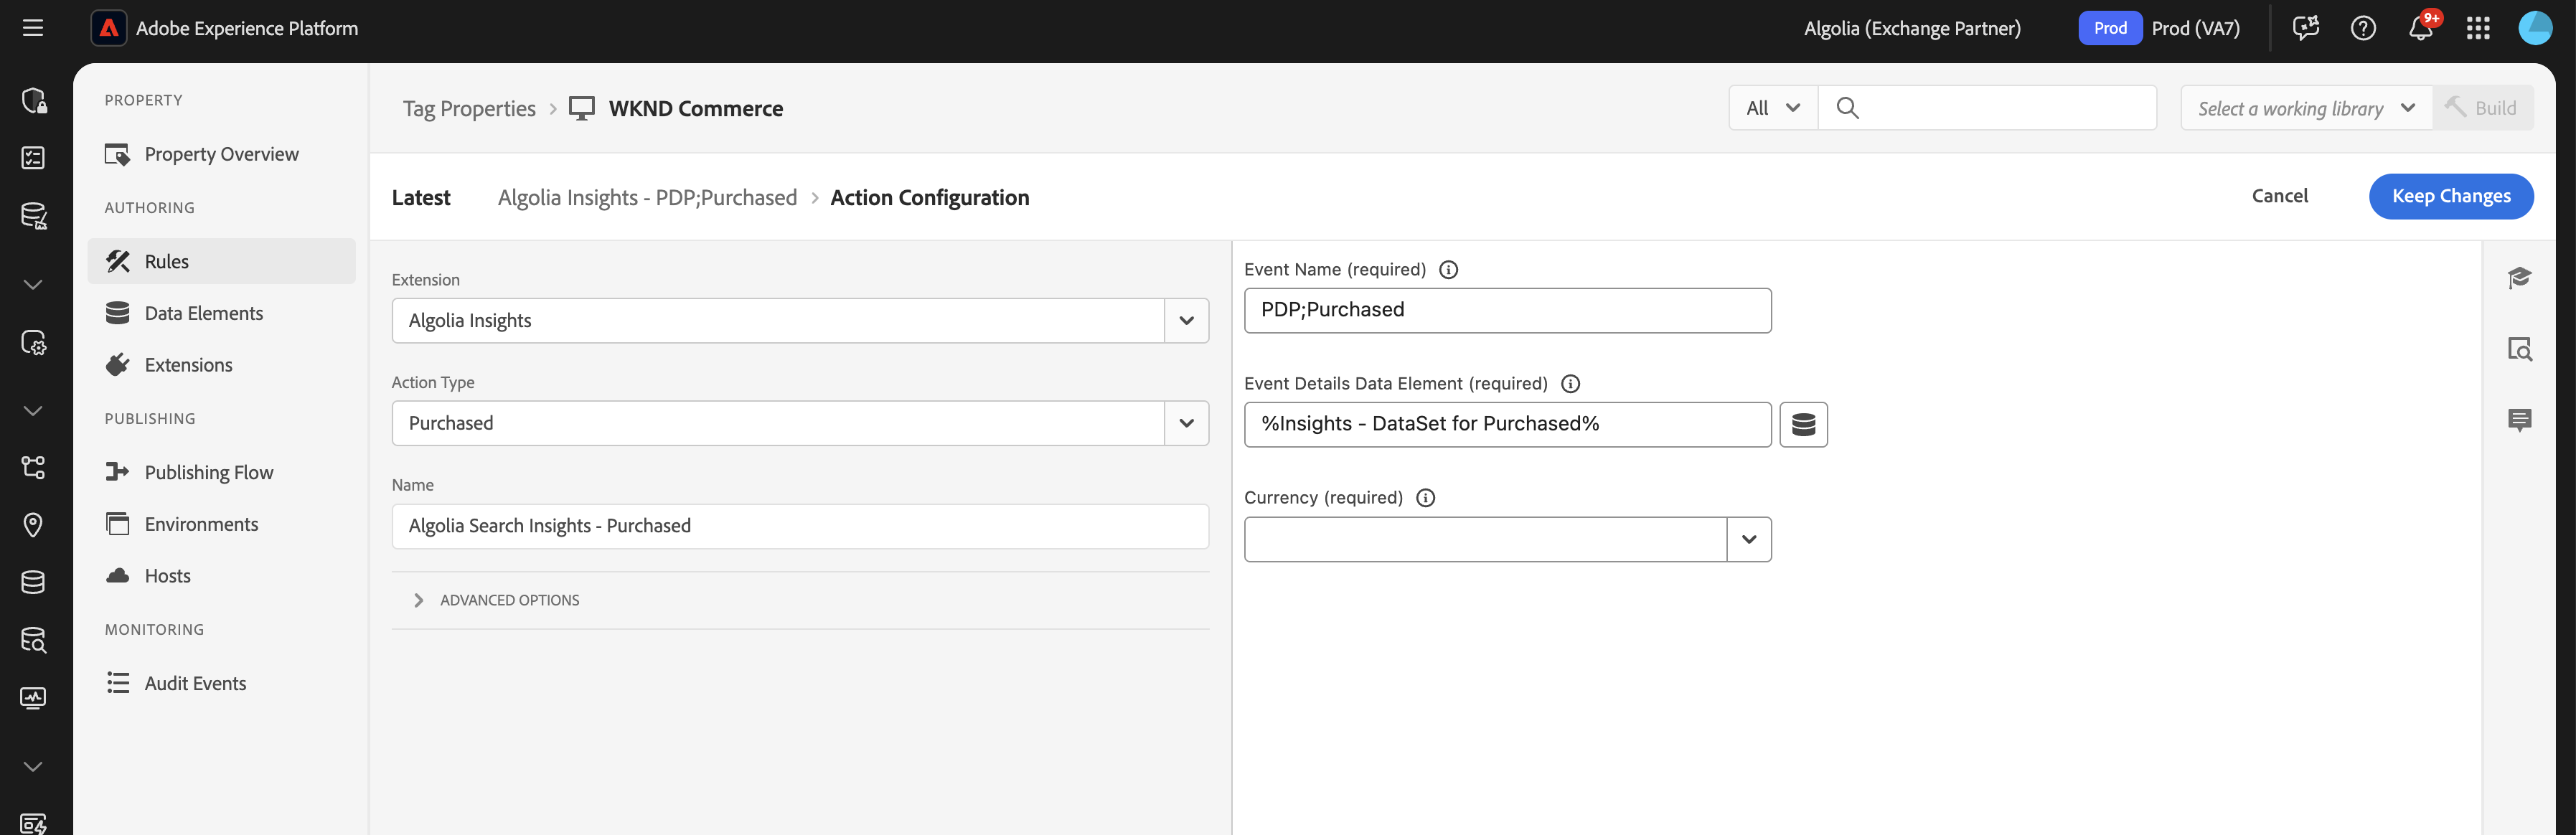 Adobe Experience Platform
Algolia (Exchange Partner)
Prod
Prod (VA7)
9+
PROPERTY
Property Overview
AUTHORING
Rules
Data Elements
Extensions
PUBLISHING
Publishing Flow
Environments
Hosts
MONITORING
Audit Events
Tag Properties > WKND Commerce
All
Select a working library
Build
Latest
Algolia Insights - PDP;Purchased > Action Configuration
Cancel
Keep Changes
Extension
Algolia Insights
Action Type
Purchased
Name
Algolia Search Insights - Purchased
ADVANCED OPTIONS
Event Name (required)
PDP;Purchased
Event Details Data Element (required)
%Insights - DataSet for Purchased%
Currency (required)